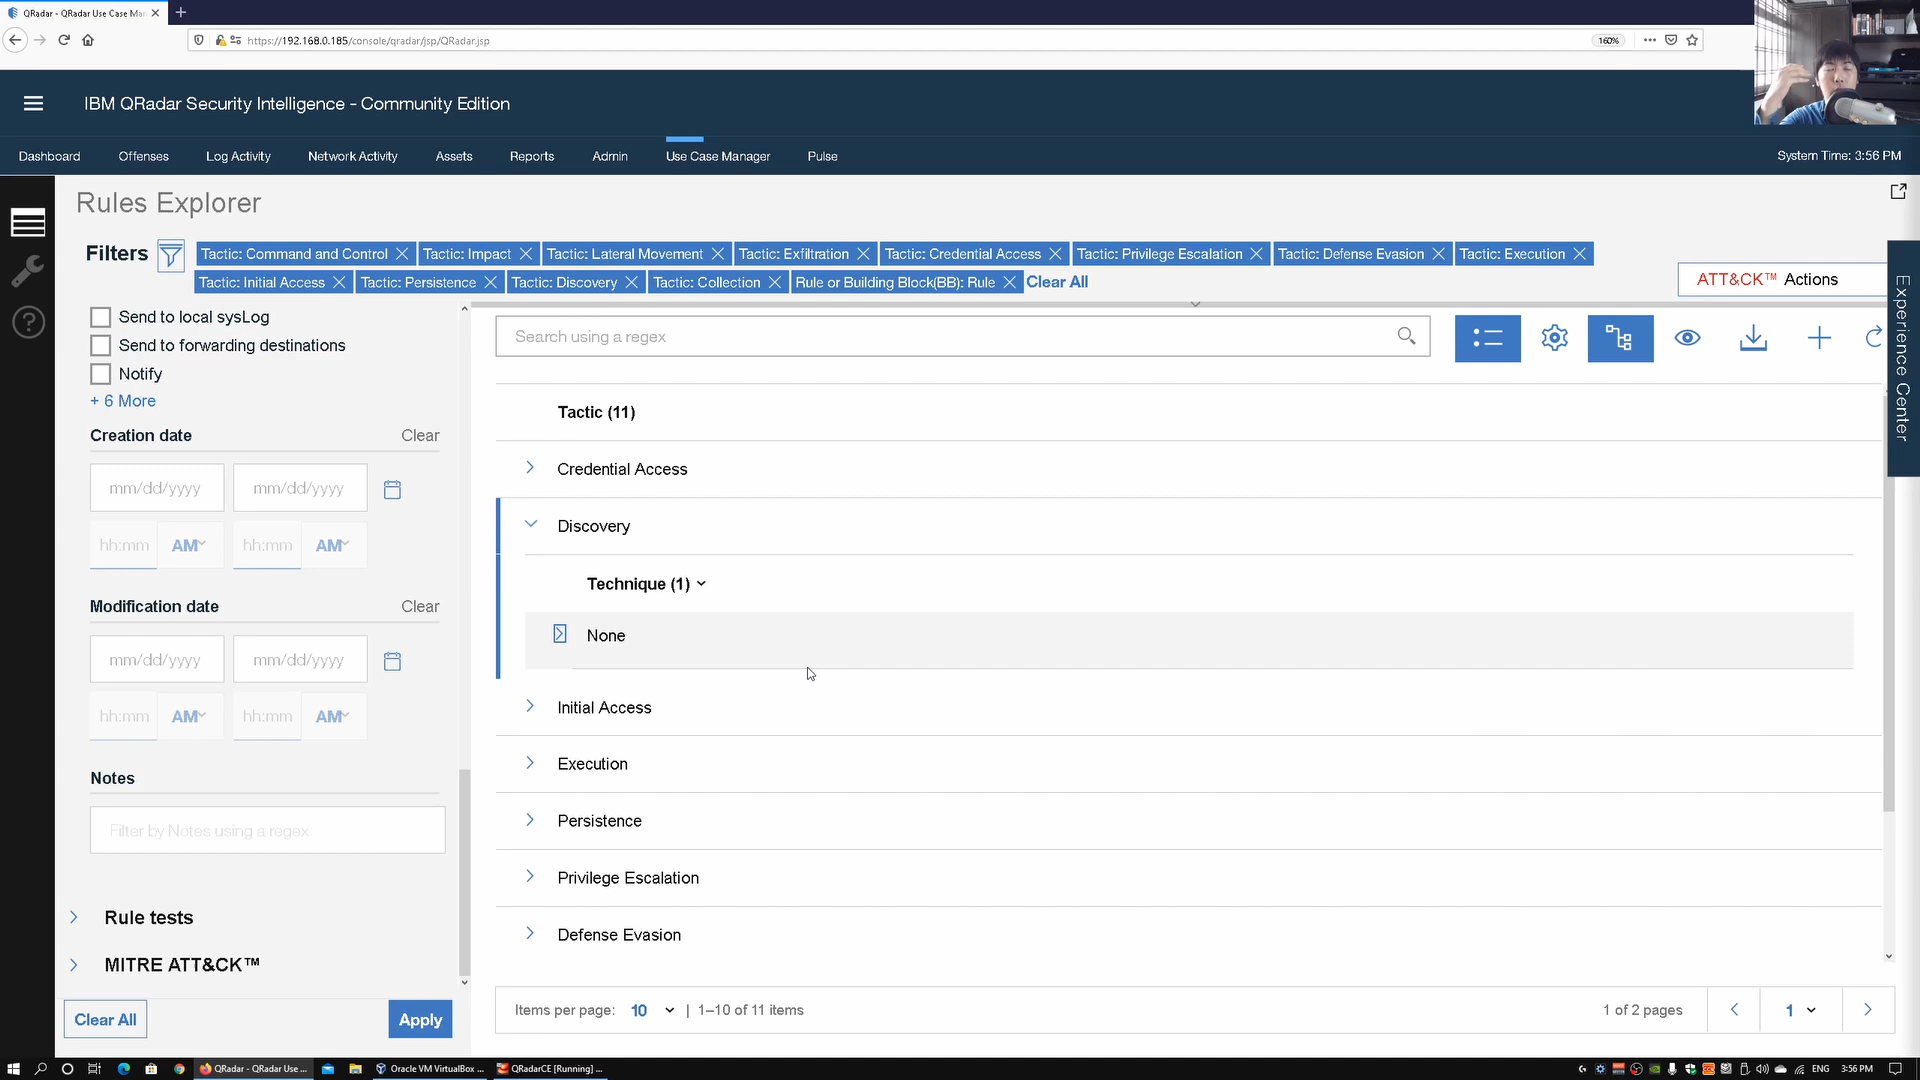 QRadar - QRadar Use Case Ma
https://192.168.0.185/console/qradar/jsp/QRadar.jsp
160%
IBM QRadar Security Intelligence - Community Edition
Dashboard
Offenses
Log Activity
Network Activity
Assets
Reports
Admin
Use Case Manager
Pulse
System Time: 3:56 PM
Rules Explorer
Filters
Tactic: Command and Control
Tactic: Impact
Tactic: Lateral Movement
Tactic: Exfiltration
Tactic: Credential Access
Tactic: Privilege Escalation
Tactic: Defense Evasion
Tactic: Execution
Tactic: Initial Access
Tactic: Persistence
Tactic: Discovery
Tactic: Collection
Rule or Building Block(BB): Rule
Clear All
ATT&CK™ Actions
Experience Center
Send to local sysLog
Send to forwarding destinations
Notify
+ 6 More
Creation date
Clear
mm/dd/yyyy
mm/dd/yyyy
hh:mm
AM
hh:mm
AM
Modification date
Clear
mm/dd/yyyy
mm/dd/yyyy
hh:mm
AM
hh:mm
AM
Notes
Filter by Notes using a regex
Rule tests
MITRE ATT&CK™
Clear All
Apply
Search using a regex
Tactic (11)
Credential Access
Discovery
Technique (1)
None
Initial Access
Execution
Persistence
Privilege Escalation
Defense Evasion
Items per page: 10 | 1–10 of 11 items
1 of 2 pages
1
QRadar - QRadar Use ...
Oracle VM VirtualBox ...
QRadarCE [Running] ...
ENG
3:56 PM